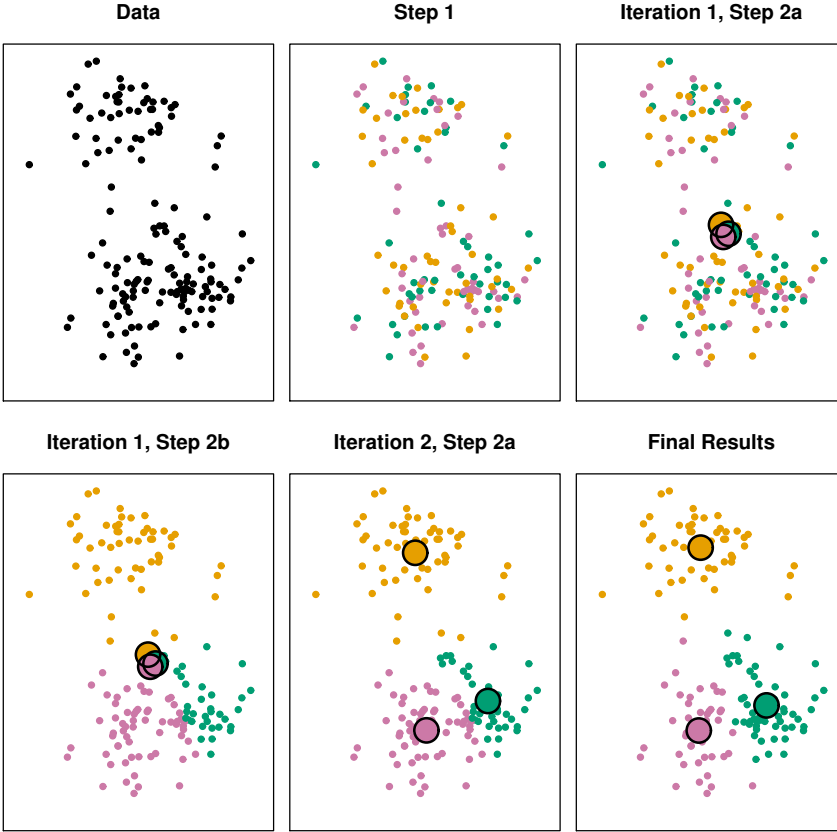 Data
Step 1
Iteration 1, Step 2a
Iteration 1, Step 2b
Iteration 2, Step 2a
Final Results